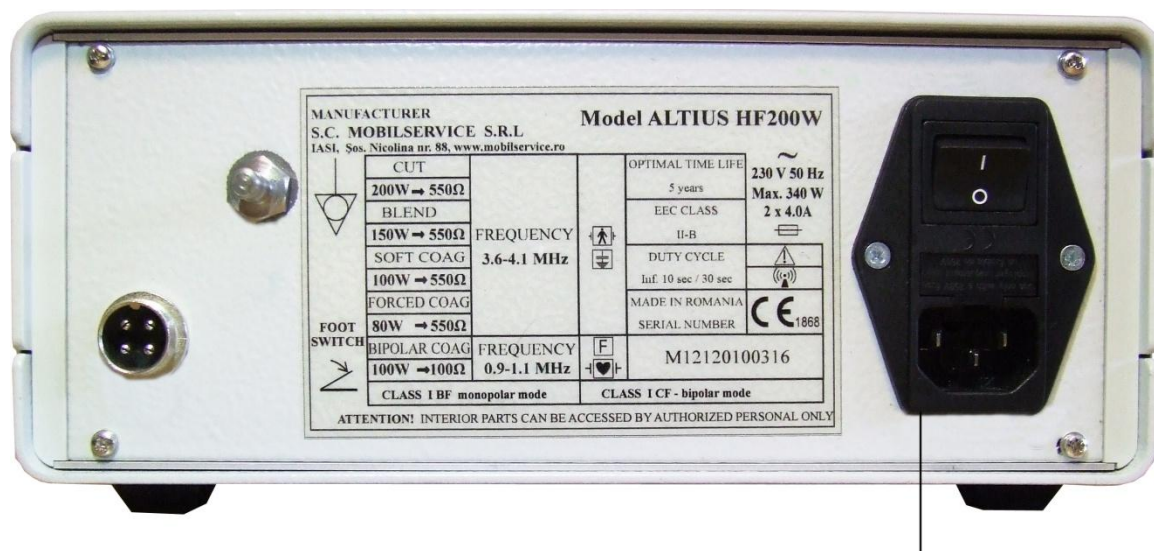 MANUFACTURER
S.C. MOBILSERVICE S.R.L
IASI, Şos. Nicolina nr. 88, www.mobilservice.ro
Model ALTIUS HF200W
CUT
200W → 550Ω
BLEND
150W → 550Ω
SOFT COAG
100W → 550Ω
FORCED COAG
80W → 550Ω
BIPOLAR COAG
100W → 100Ω
FREQUENCY
3.6-4.1 MHz
FREQUENCY
0.9-1.1 MHz
F
OPTIMAL TIME LIFE
5 years
EEC CLASS
II-B
DUTY CYCLE
Inf. 10 sec / 30 sec
MADE IN ROMANIA
SERIAL NUMBER
M12120100316
~
230 V 50 Hz
Max. 340 W
2 x 4.0A
CE 1868
FOOT
SWITCH
CLASS I BF monopolar mode
CLASS I CF - bipolar mode
ATTENTION! INTERIOR PARTS CAN BE ACCESSED BY AUTHORIZED PERSONAL ONLY
I
O